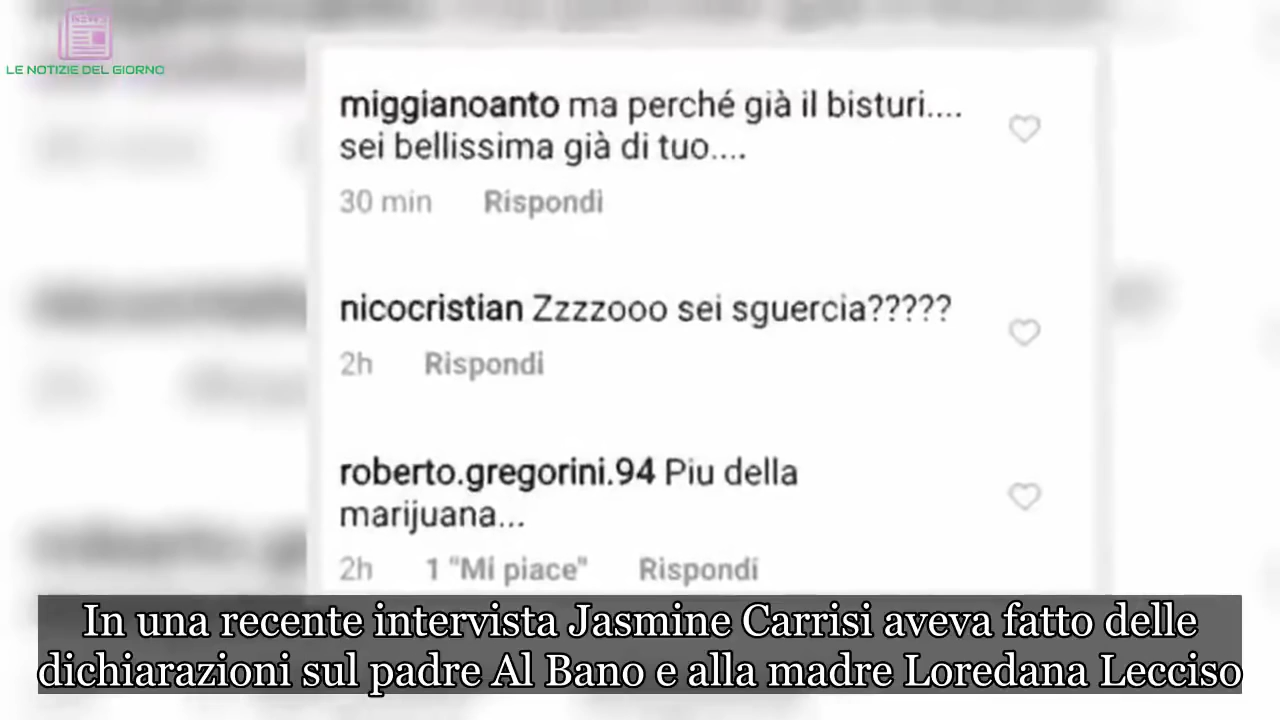 NEWS
LE NOTIZIE DEL GIORNO
miggianoanto ma perché già il bisturi....
sei bellissima già di tuo....
30 min Rispondi
nicocristian Zzzzooo sei sguercia?????
2h Rispondi
roberto.gregorini.94 Piu della
marijuana...
2h 1 "Mi piace" Rispondi
In una recente intervista Jasmine Carrisi aveva fatto delle
dichiarazioni sul padre Al Bano e alla madre Loredana Lecciso